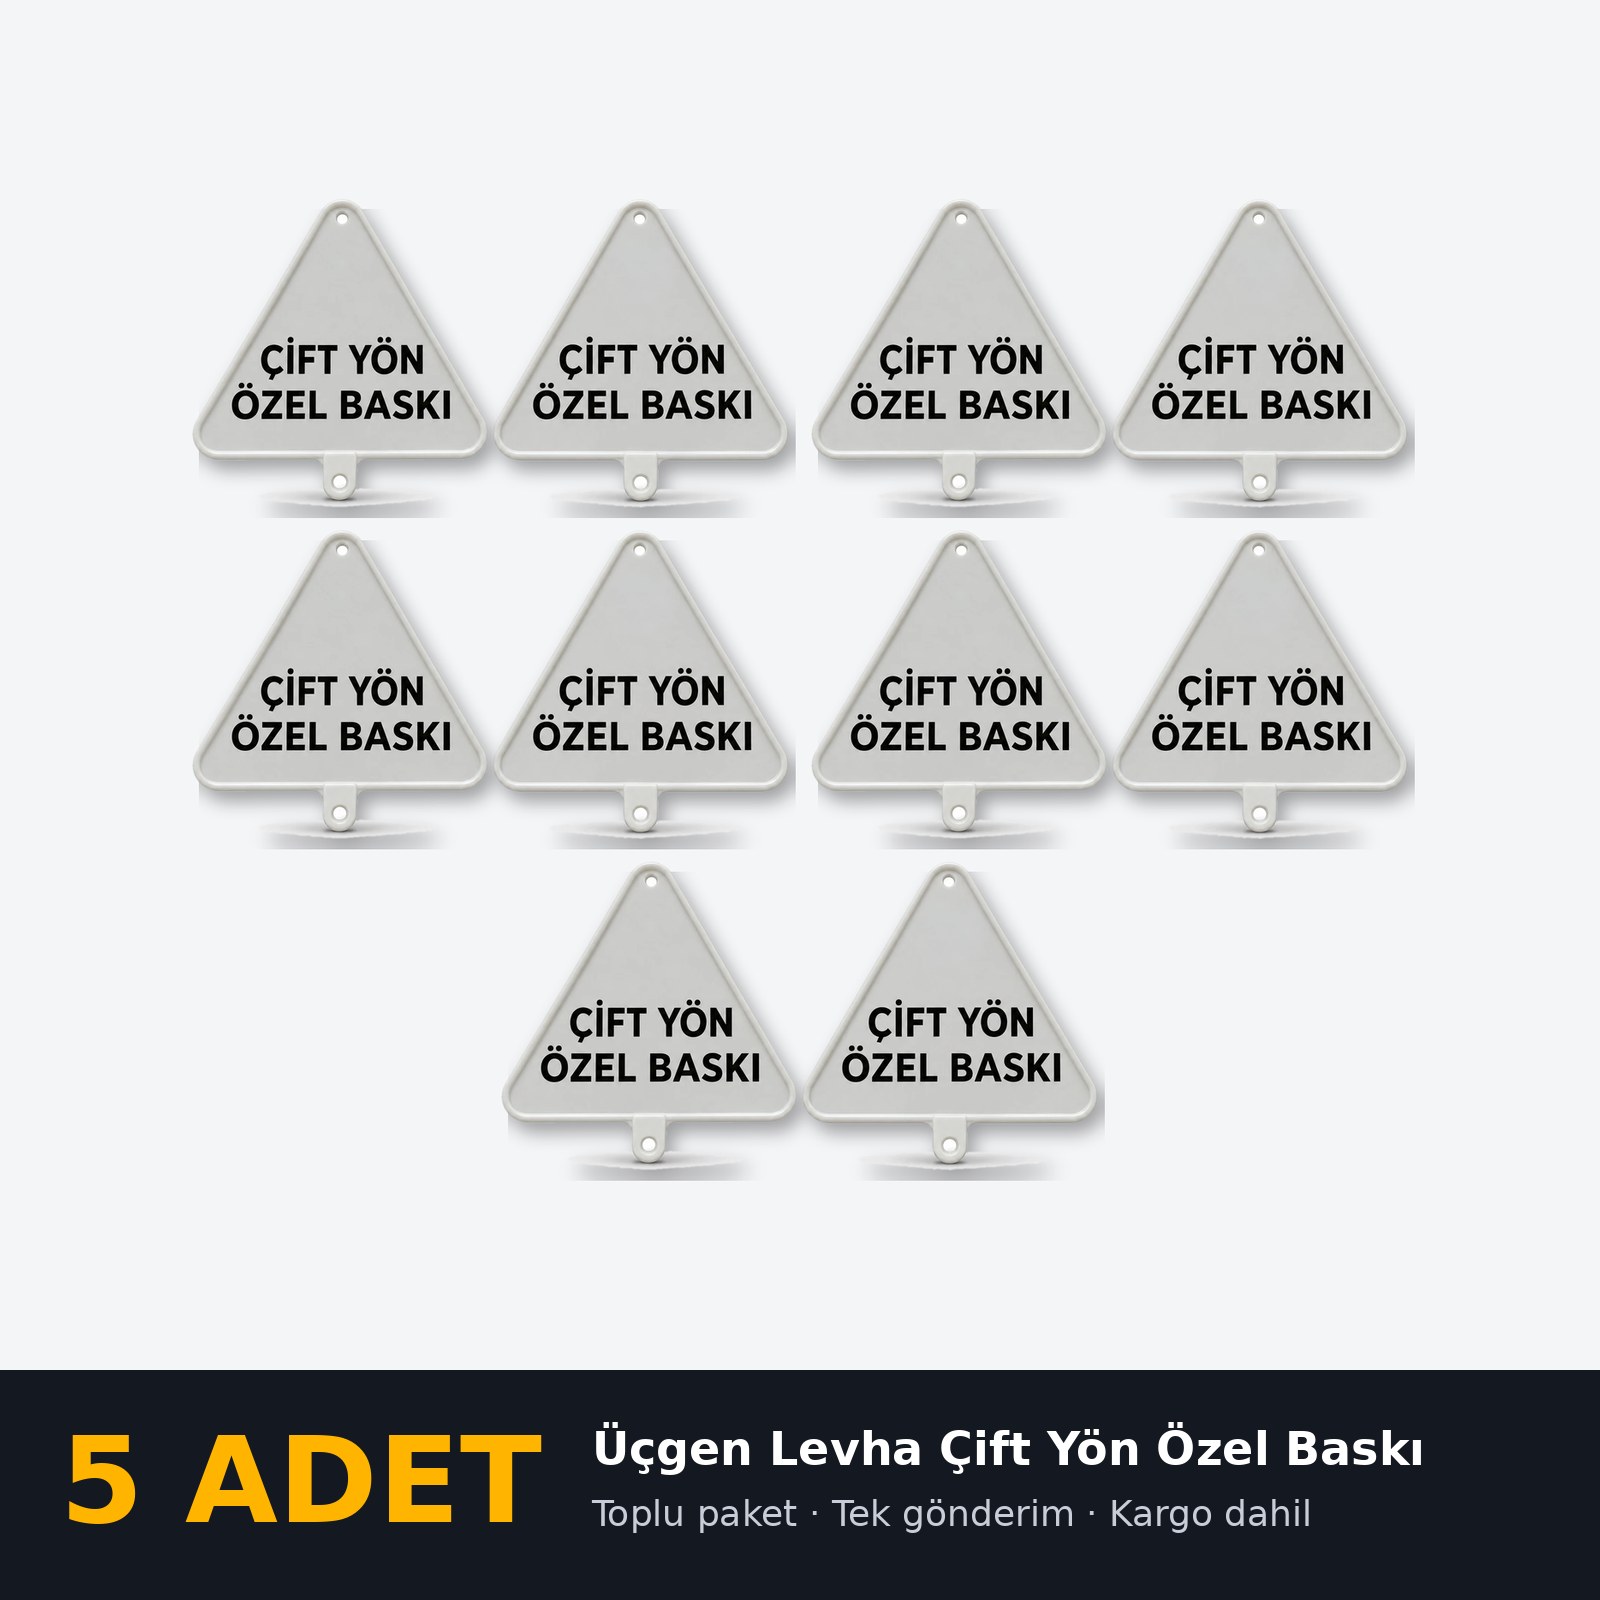 ÇİFT YÖN ÇİFT YÖN ÇİFT YÖN ÇİFT YÖN
ÖZEL BASKI ÖZEL BASKI ÖZEL BASKI ÖZEL BASKI
ÇİFT YÖN ÇİFT YÖN ÇİFT YÖN ÇİFT YÖN
ÖZEL BASKI ÖZEL BASKI ÖZEL BASKI ÖZEL BASKI
ÇİFT YÖN ÇİFT YÖN
ÖZEL BASKI ÖZEL BASKI
5 ADET
Üçgen Levha Çift Yön Özel Baskı
Toplu paket · Tek gönderim · Kargo dahil